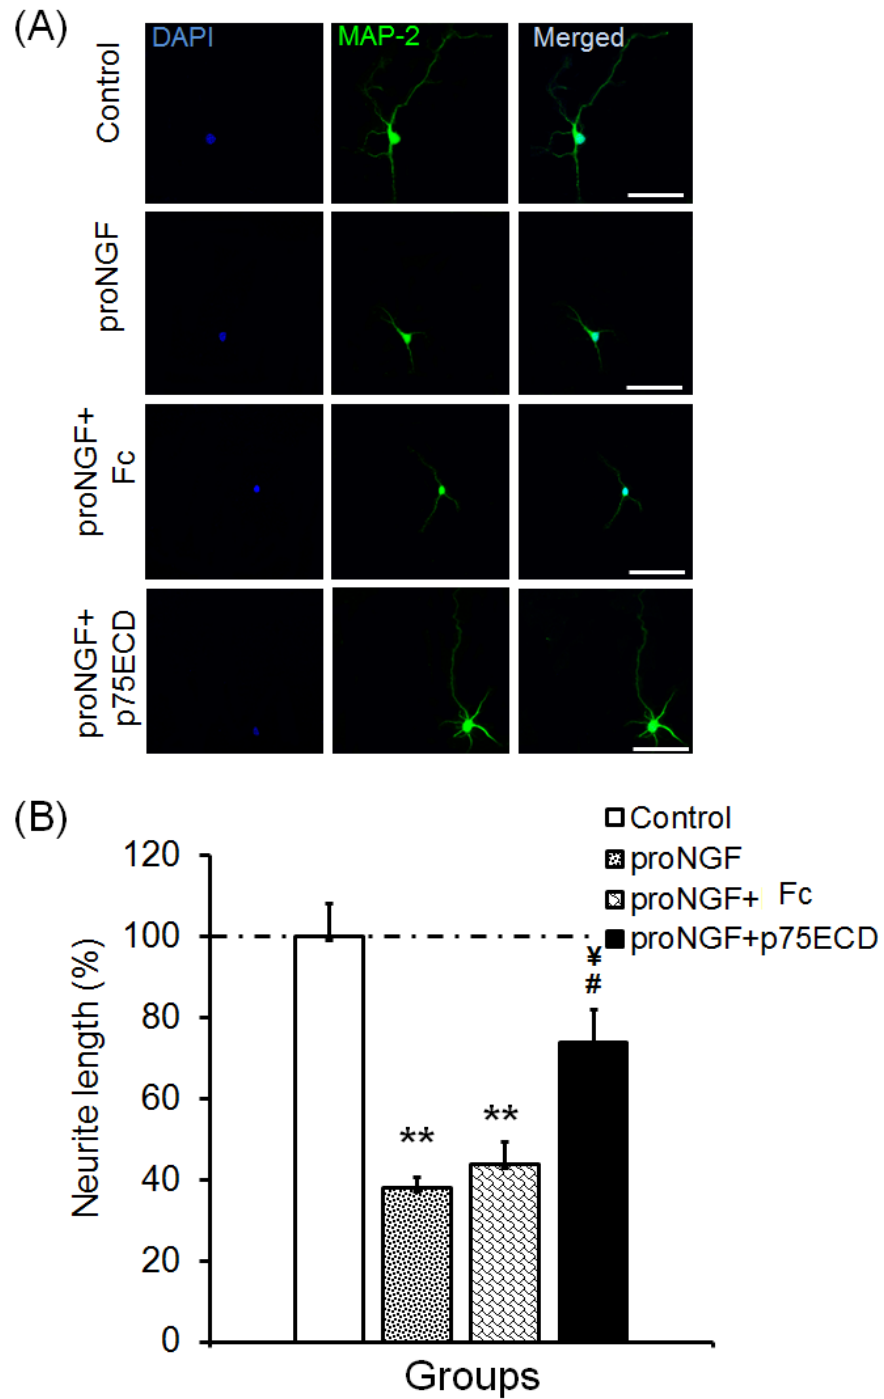 (A)
DAPI
MAP-2
Merged
Control
proNGF
proNGF+
Fc
proNGF+
p75ECD
(B)
Control
proNGF
proNGF+ Fc
proNGF+p75ECD
120
100
80
60
40
20
0
Neurite length (%)
**
**
¥
#
Groups